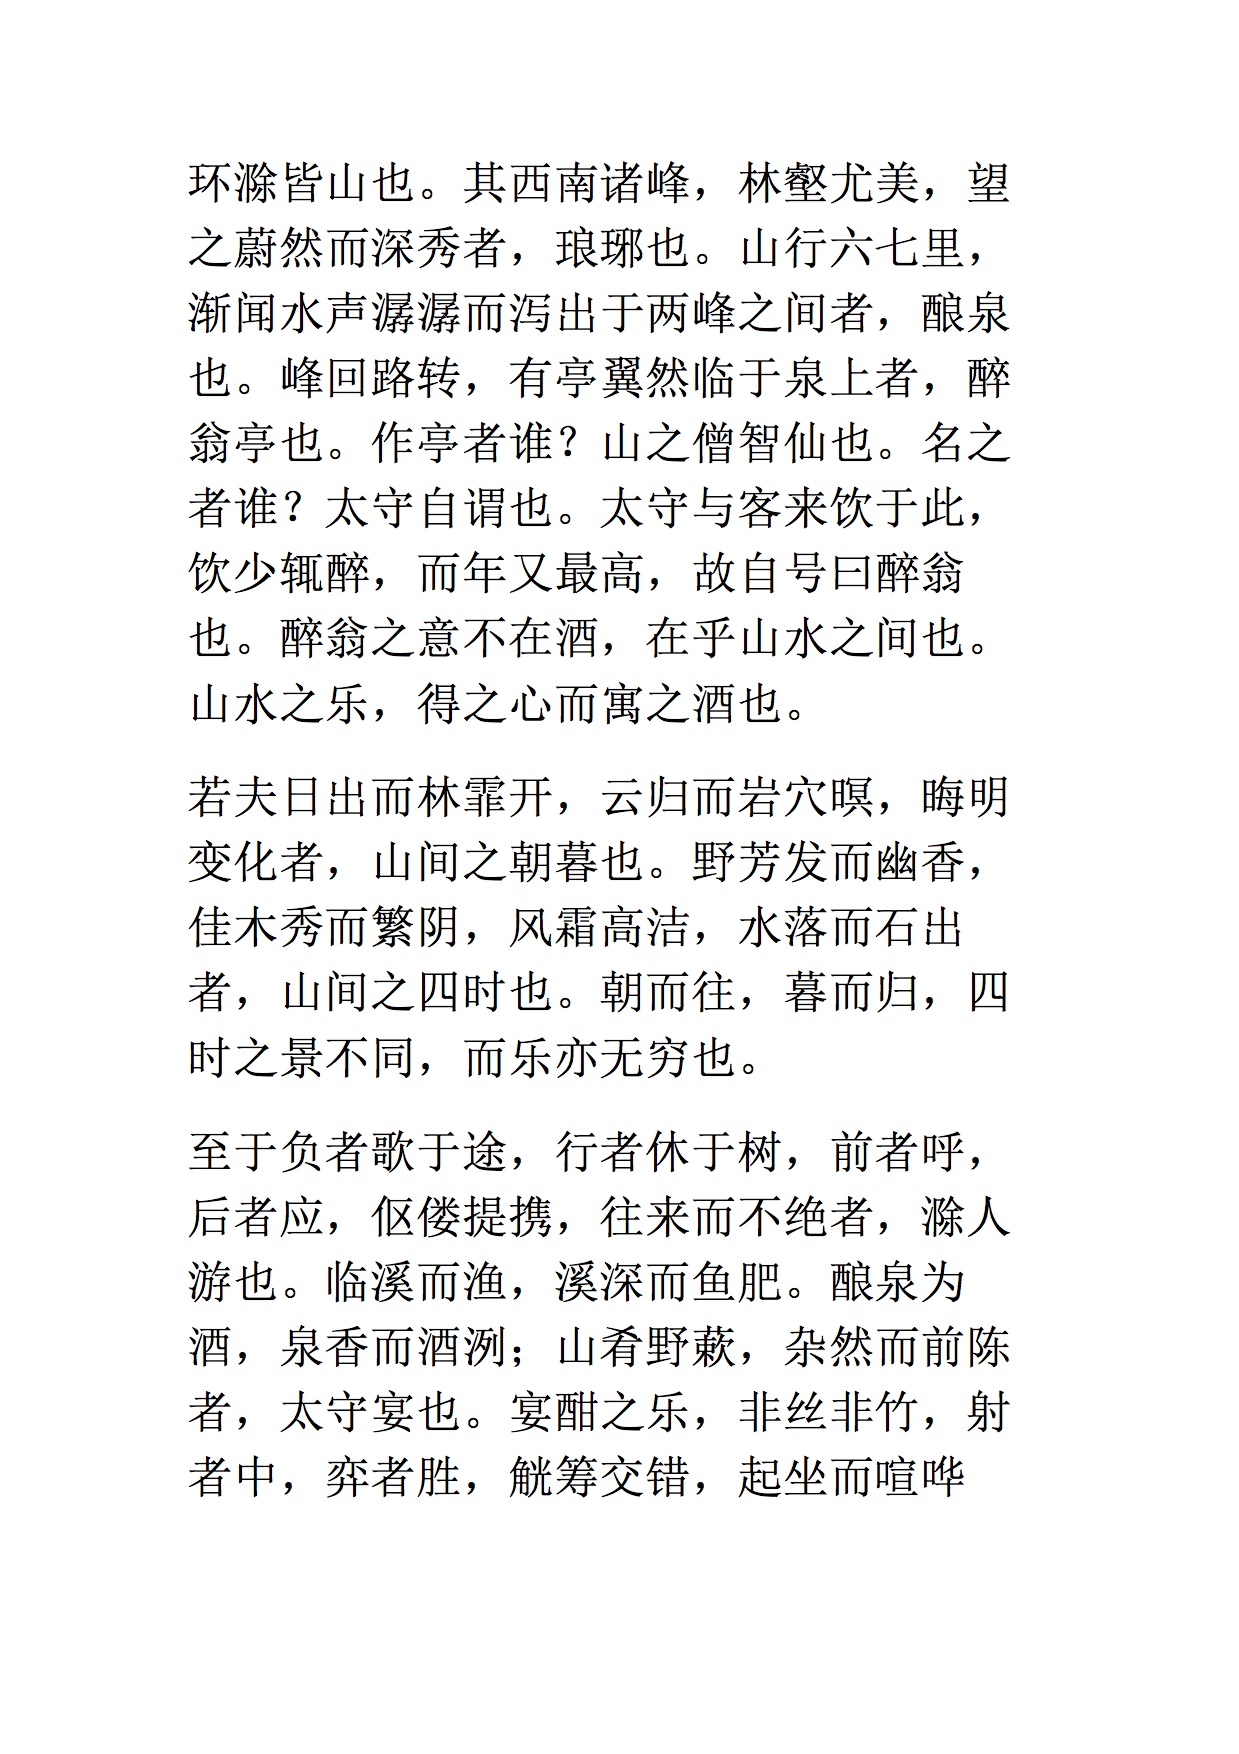 环滁皆山也。其西南诸峰，林壑尤美，望
之蔚然而深秀者，琅琊也。山行六七里，
渐闻水声潺潺而泻出于两峰之间者，酿泉
也。峰回路转，有亭翼然临于泉上者，醉
翁亭也。作亭者谁？山之僧智仙也。名之
者谁？太守自谓也。太守与客来饮于此，
饮少辄醉，而年又最高，故自号曰醉翁
也。醉翁之意不在酒，在乎山水之间也。
山水之乐，得之心而寓之酒也。
若夫日出而林霏开，云归而岩穴暝，晦明
变化者，山间之朝暮也。野芳发而幽香，
佳木秀而繁阴，风霜高洁，水落而石出
者，山间之四时也。朝而往，暮而归，四
时之景不同，而乐亦无穷也。
至于负者歌于途，行者休于树，前者呼，
后者应，伛偻提携，往来而不绝者，滁人
游也。临溪而渔，溪深而鱼肥。酿泉为
酒，泉香而酒洌；山肴野蔌，杂然而前陈
者，太守宴也。宴酣之乐，非丝非竹，射
者中，弈者胜，觥筹交错，起坐而喧哗